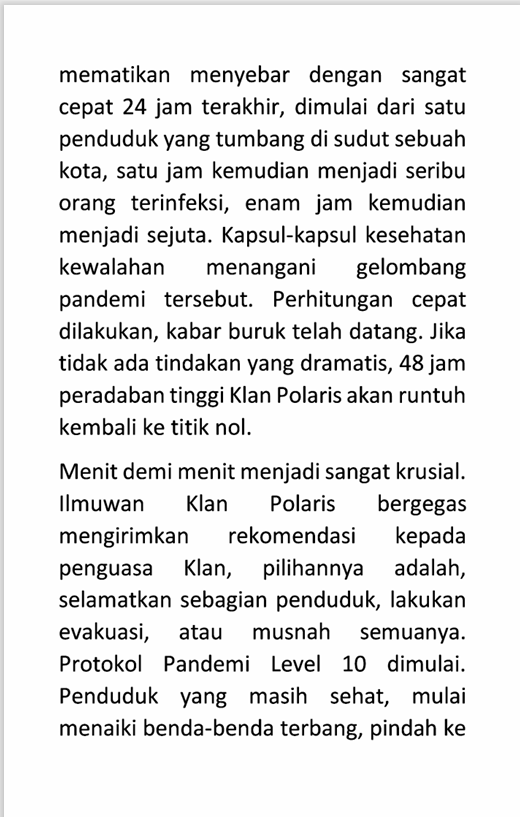 mematikan menyebar dengan sangat
cepat 24 jam terakhir, dimulai dari satu
penduduk yang tumbang di sudut sebuah
kota, satu jam kemudian menjadi seribu
orang terinfeksi, enam jam kemudian
menjadi sejuta. Kapsul-kapsul kesehatan
kewalahan menangani gelombang
pandemi tersebut. Perhitungan cepat
dilakukan, kabar buruk telah datang. Jika
tidak ada tindakan yang dramatis, 48 jam
peradaban tinggi Klan Polaris akan runtuh
kembali ke titik nol.
Menit demi menit menjadi sangat krusial.
Ilmuwan Klan Polaris bergegas
mengirimkan rekomendasi kepada
penguasa Klan, pilihannya adalah,
selamatkan sebagian penduduk, lakukan
evakuasi, atau musnah semuanya.
Protokol Pandemi Level 10 dimulai.
Penduduk yang masih sehat, mulai
menaiki benda-benda terbang, pindah ke